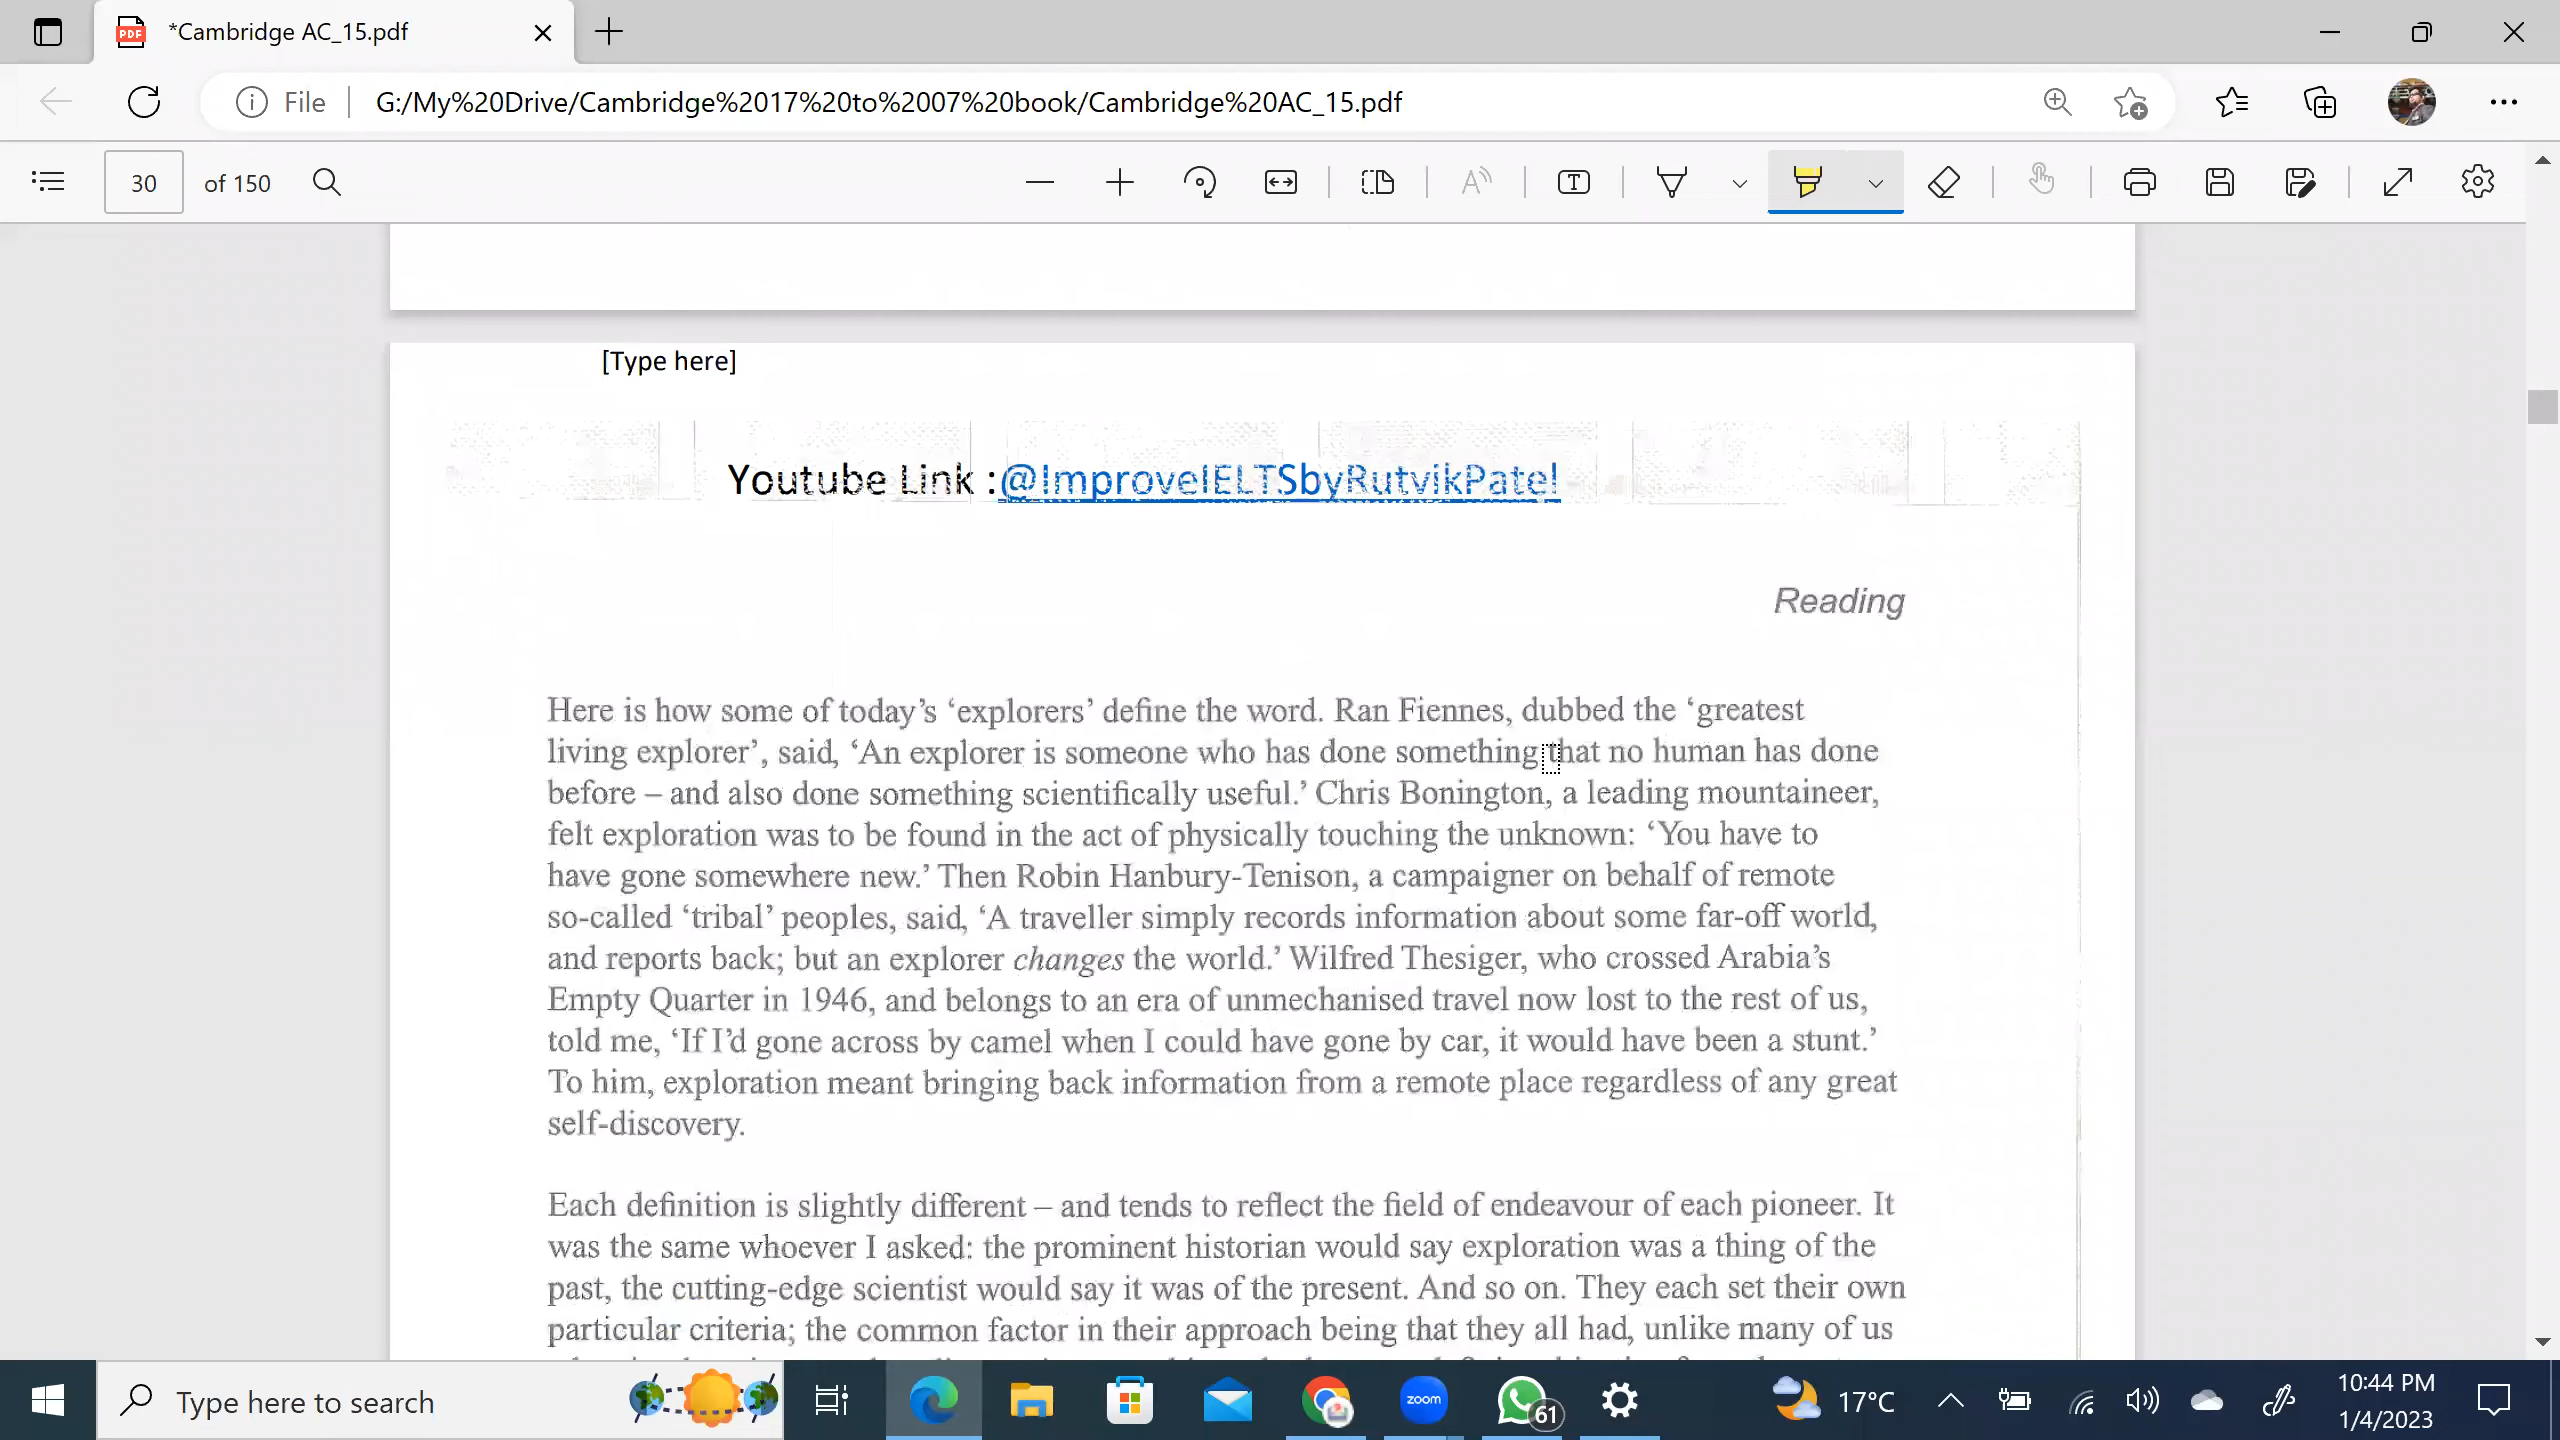 *Cambridge AC_15.pdf
File
G:/My%20Drive/Cambridge%2017%20to%2007%20book/Cambridge%20AC_15.pdf
30 of 150
[Type here]
Youtube Link :@ImproveIELTSbyRutvikPatel
Reading
Here is how some of today’s ‘explorers’ define the word. Ran Fiennes, dubbed the ‘greatest
living explorer’, said, ‘An explorer is someone who has done something that no human has done
before – and also done something scientifically useful.’ Chris Bonington, a leading mountaineer,
felt exploration was to be found in the act of physically touching the unknown: ‘You have to
have gone somewhere new.’ Then Robin Hanbury-Tenison, a campaigner on behalf of remote
so-called ‘tribal’ peoples, said, ‘A traveller simply records information about some far-off world,
and reports back; but an explorer changes the world.’ Wilfred Thesiger, who crossed Arabia’s
Empty Quarter in 1946, and belongs to an era of unmechanised travel now lost to the rest of us,
told me, ‘If I’d gone across by camel when I could have gone by car, it would have been a stunt.’
To him, exploration meant bringing back information from a remote place regardless of any great
self-discovery.
Each definition is slightly different – and tends to reflect the field of endeavour of each pioneer. It
was the same whoever I asked: the prominent historian would say exploration was a thing of the
past, the cutting-edge scientist would say it was of the present. And so on. They each set their own
particular criteria; the common factor in their approach being that they all had, unlike many of us
Type here to search
zoom
61
17°C
10:44 PM
1/4/2023